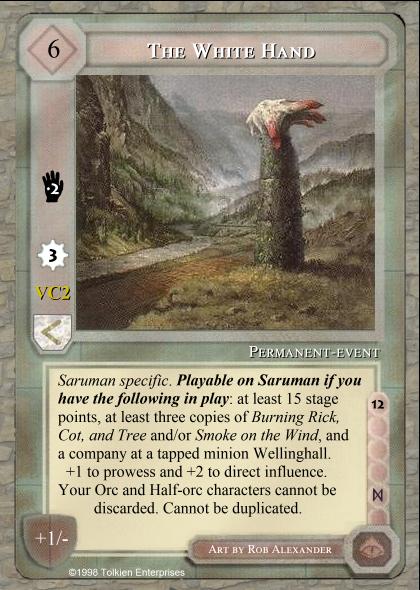 6
THE WHITE HAND
2
3
VC2
PERMANENT-EVENT
Saruman specific. Playable on Saruman if you
have the following in play: at least 15 stage
points, at least three copies of Burning Rick,
Cot, and Tree and/or Smoke on the Wind, and
a company at a tapped minion Wellinghall.
+1 to prowess and +2 to direct influence.
Your Orc and Half-orc characters cannot be
discarded. Cannot be duplicated.
12
+1/-
ART BY ROB ALEXANDER
©1998 Tolkien Enterprises